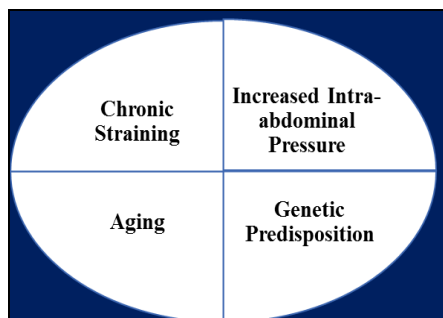 Chronic
Straining
Increased Intra-
abdominal
Pressure
Aging
Genetic
Predisposition